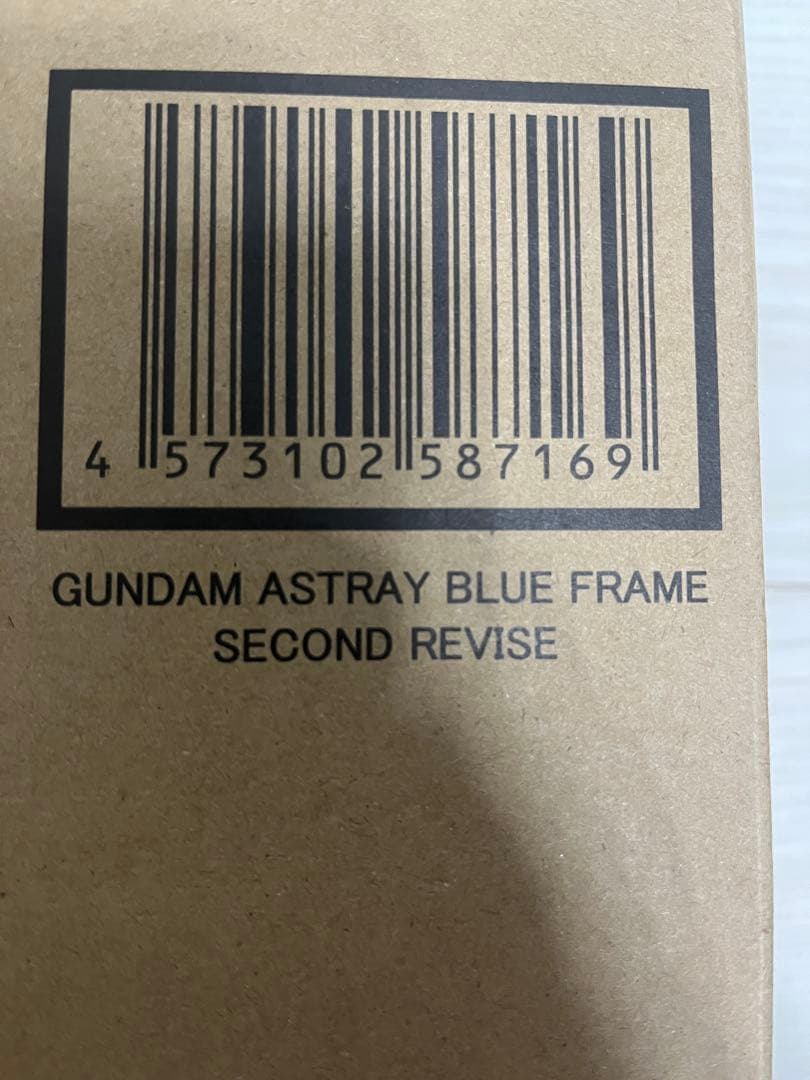 4 573102 587169
GUNDAM ASTRAY BLUE FRAME
SECOND REVISE